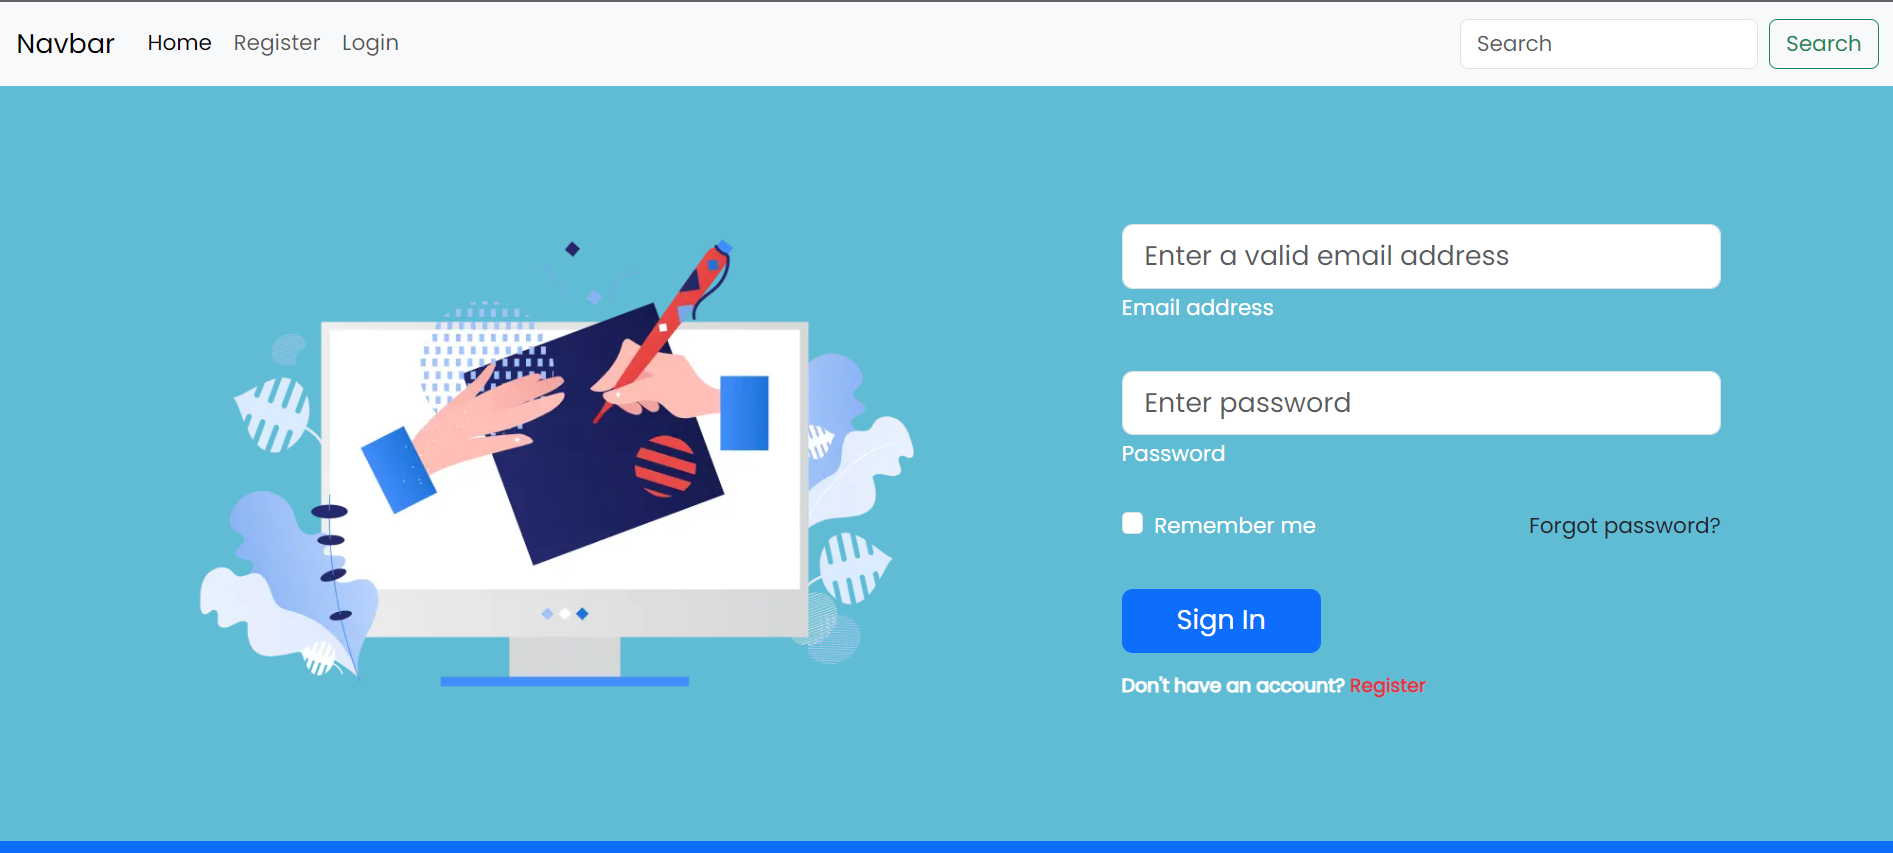 Navbar Home Register Login Search Search
Enter a valid email address
Email address
Enter password
Password
Remember me Forgot password?
Sign In
Don't have an account? Register